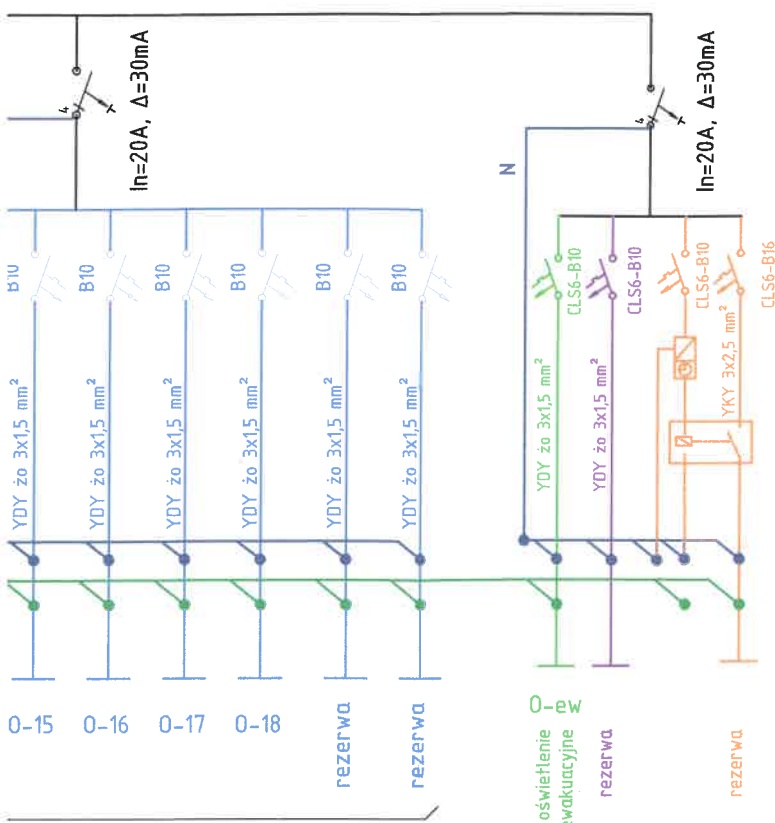 4
In=20A, Δ=30mA
4
In=20A, Δ=30mA
N
B10
B10
B10
B10
B10
B10
CLS6-B10
CLS6-B10
CLS6-B10
CLS6-B16
YDY żo 3x1,5 mm²
YDY żo 3x1,5 mm²
YDY żo 3x1,5 mm²
YDY żo 3x1,5 mm²
YDY żo 3x1,5 mm²
YDY żo 3x1,5 mm²
YDY żo 3x1,5 mm²
YDY żo 3x1,5 mm²
YKY 3x2,5 mm²
O-15
O-16
O-17
O-18
rezerwa
rezerwa
O-ew
oświetlenie
ewakuacyjne
rezerwa
rezerwa